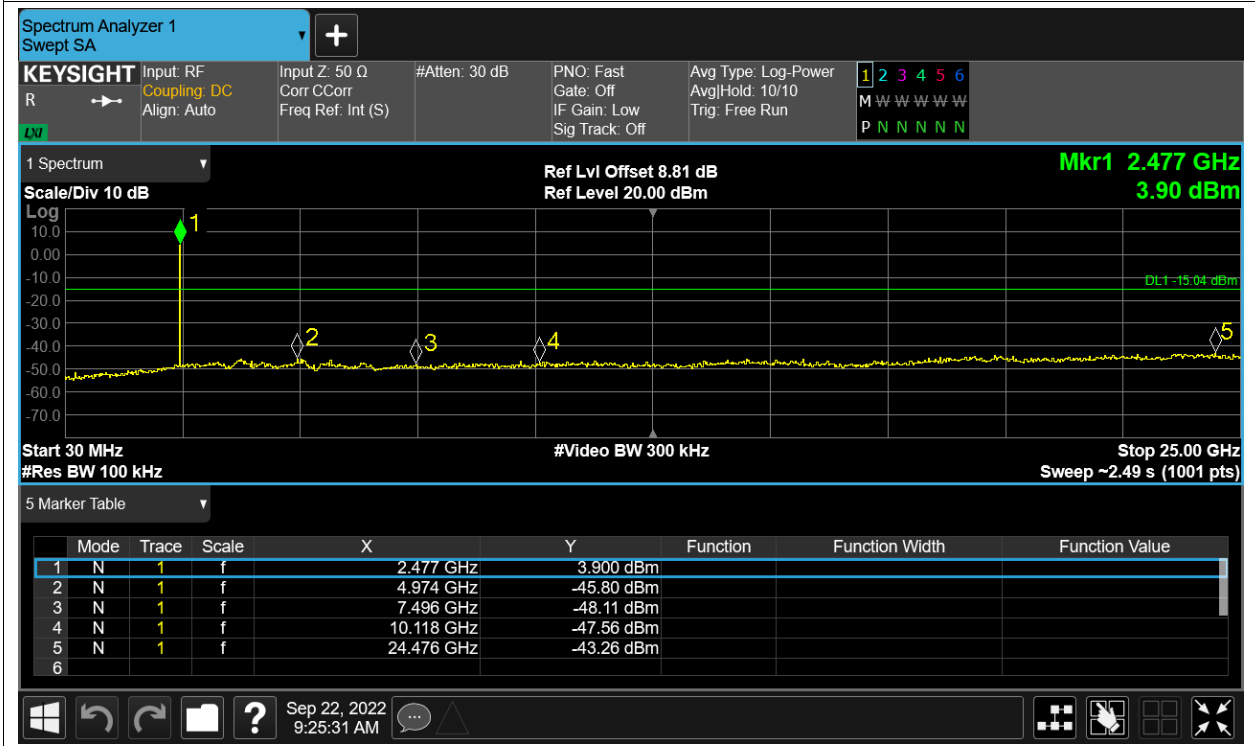 Spectrum Analyzer 1
Swept SA
KEYSIGHT
R
LXI
Input: RF
Coupling: DC
Align: Auto
Input Z: 50 Ω
Corr CCorr
Freq Ref: Int (S)
#Atten: 30 dB
PNO: Fast
Gate: Off
IF Gain: Low
Sig Track: Off
Avg Type: Log-Power
Avg|Hold: 10/10
Trig: Free Run
1 2 3 4 5 6
M W W W W W
P N N N N N
1 Spectrum
Scale/Div 10 dB
Ref Lvl Offset 8.81 dB
Ref Level 20.00 dBm
Mkr1 2.477 GHz
3.90 dBm
Log
10.0
0.00
-10.0
-20.0
-30.0
-40.0
-50.0
-60.0
-70.0
1
2
3
4
5
DL1 -15.04 dBm
Start 30 MHz
#Video BW 300 kHz
Stop 25.00 GHz
#Res BW 100 kHz
Sweep ~2.49 s (1001 pts)
5 Marker Table
Mode Trace Scale X Y Function Function Width Function Value
1 N 1 f 2.477 GHz 3.900 dBm
2 N 1 f 4.974 GHz -45.80 dBm
3 N 1 f 7.496 GHz -48.11 dBm
4 N 1 f 10.118 GHz -47.56 dBm
5 N 1 f 24.476 GHz -43.26 dBm
6
?
Sep 22, 2022
9:25:31 AM